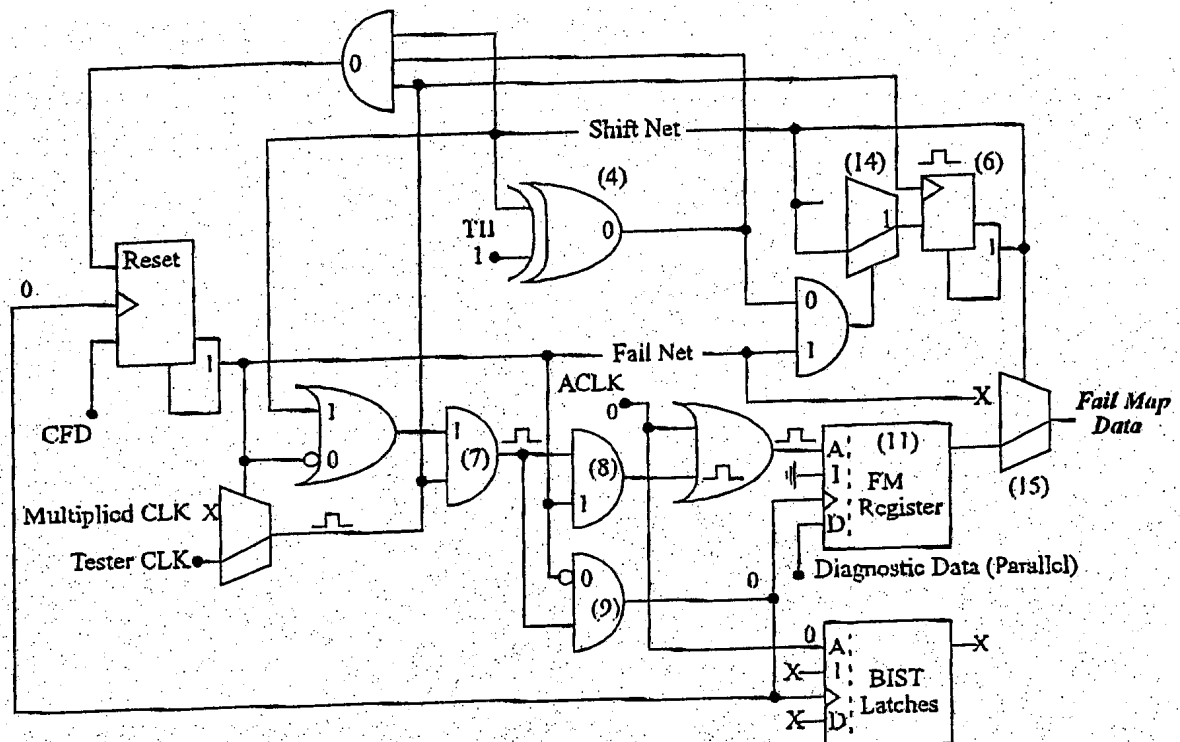 0
Shift Net
(14)
(6)
(4)
1
TII
1
0
Reset
0
0
1
1
1
Fail Net
ACLK
0
X
Fail Map
Data
CFD
1
0
1
(7)
(8)
1
A
I
D
(11)
FM
Register
(15)
Multiplied CLK X
Tester CLK
0
(9)
0
Diagnostic Data (Parallel)
0
A
I
D
X
X
X
BIST
Latches